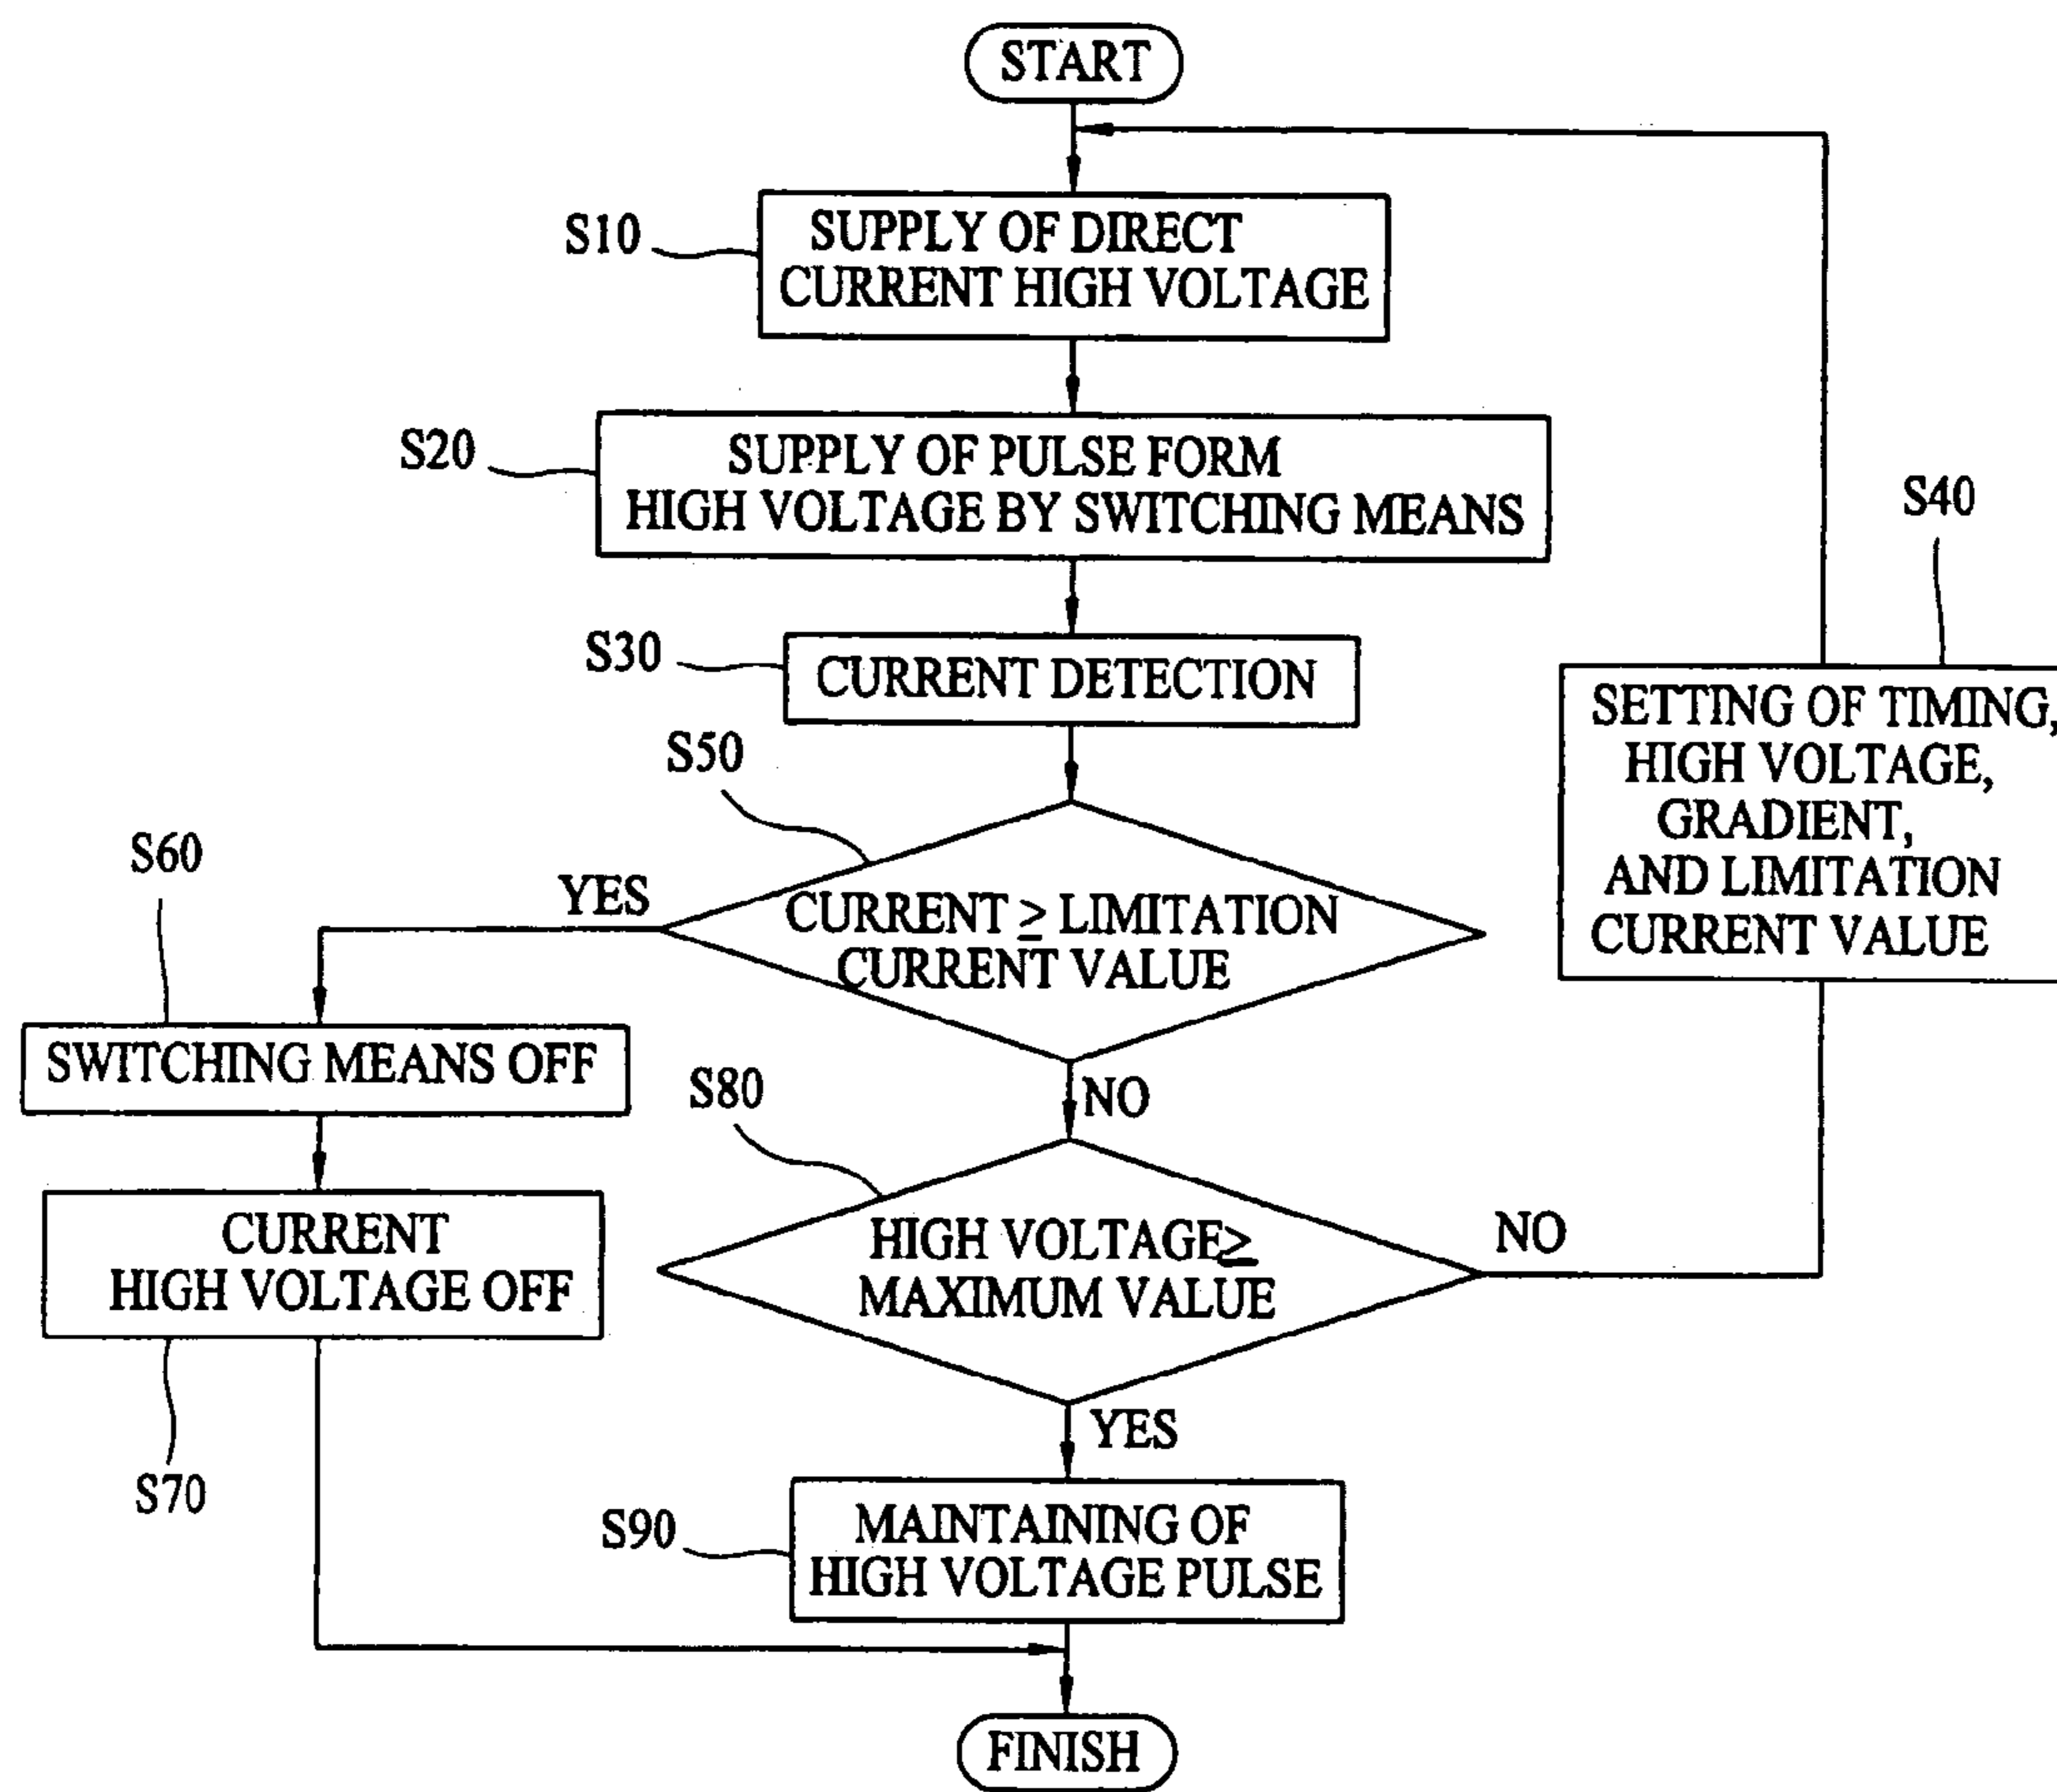 START
S10
SUPPLY OF DIRECT
CURRENT HIGH VOLTAGE
S20
SUPPLY OF PULSE FORM
HIGH VOLTAGE BY SWITCHING MEANS
S30
CURRENT DETECTION
S40
SETTING OF TIMING,
HIGH VOLTAGE,
GRADIENT,
AND LIMITATION
CURRENT VALUE
S50
CURRENT ≥ LIMITATION
CURRENT VALUE
YES
NO
S60
SWITCHING MEANS OFF
CURRENT
HIGH VOLTAGE OFF
S70
S80
HIGH VOLTAGE≥
MAXIMUM VALUE
NO
YES
S90
MAINTAINING OF
HIGH VOLTAGE PULSE
FINISH